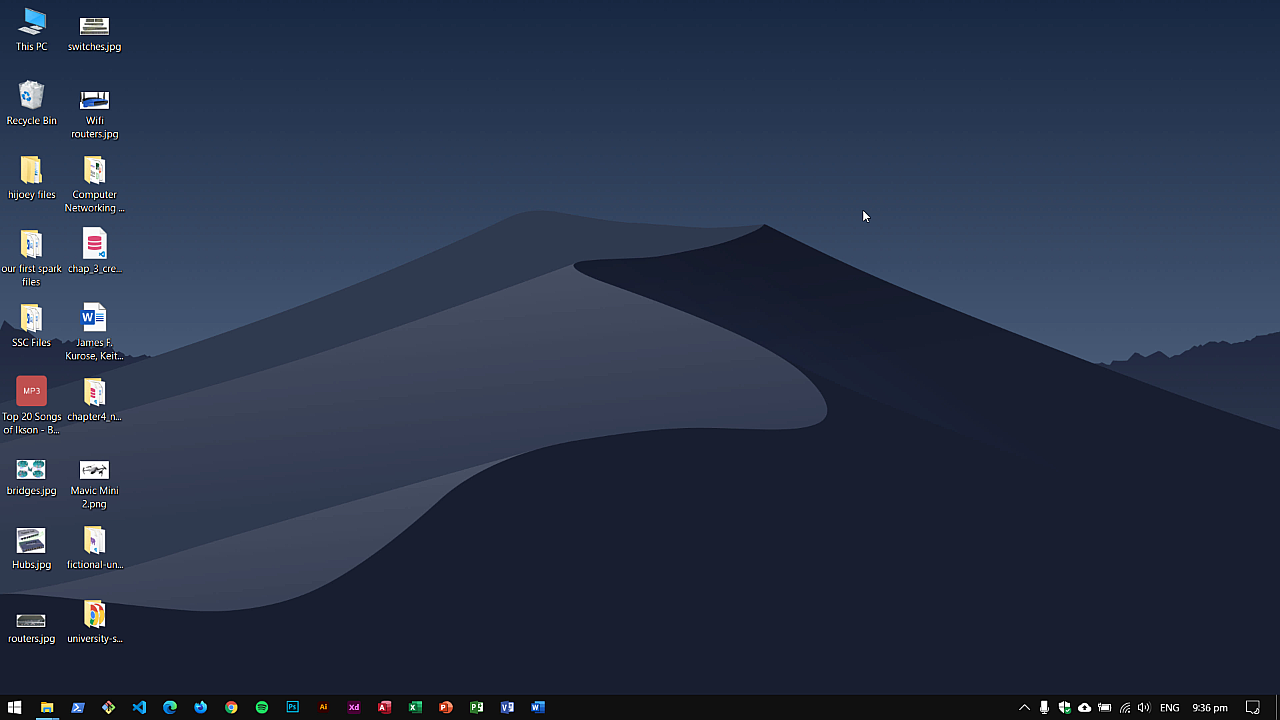 This PC
switches.jpg
Recycle Bin
Wifi
routers.jpg
hijoey files
Computer
Networking ...
our first spark
files
chap_3_cre...
SSC Files
James F.
Kurose, Keit...
MP3
Top 20 Songs
of Ikson - B...
chapter4_n...
bridges.jpg
Mavic Mini
2.png
Hubs.jpg
fictional-un...
routers.jpg
university-s...
Ps
Ai
Xd
ENG
9:36 pm